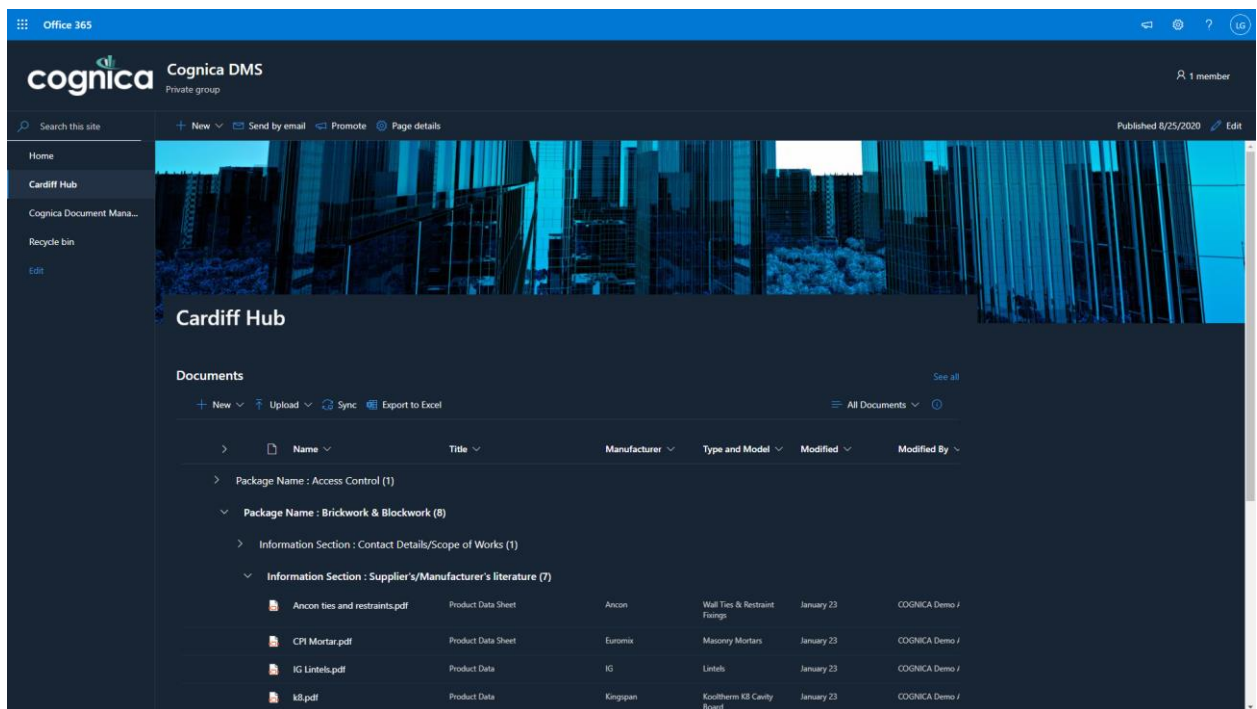 Office 365
LG
cognica
Cognica DMS
Private group
1 member
Search this site
New Send by email Promote Page details
Published 8/25/2020 Edit
Home
Cardiff Hub
Cognica Document Mana...
Recycle bin
Edit
Cardiff Hub
Documents
See all
New Upload Sync Export to Excel
All Documents
Name Title Manufacturer Type and Model Modified Modified By
Package Name : Access Control (1)
Package Name : Brickwork & Blockwork (8)
Information Section : Contact Details/Scope of Works (1)
Information Section : Supplier's/Manufacturer's literature (7)
Ancon ties and restraints.pdf Product Data Sheet Ancon Wall Ties & Restraint Fixings January 23 COGNICA Demo
CPI Mortar.pdf Product Data Sheet Euromix Masonry Mortars January 23 COGNICA Demo
IG Lintels.pdf Product Data IG Lintels January 23 COGNICA Demo
k8.pdf Product Data Kingspan Kooltherm K8 Cavity Board January 23 COGNICA Demo